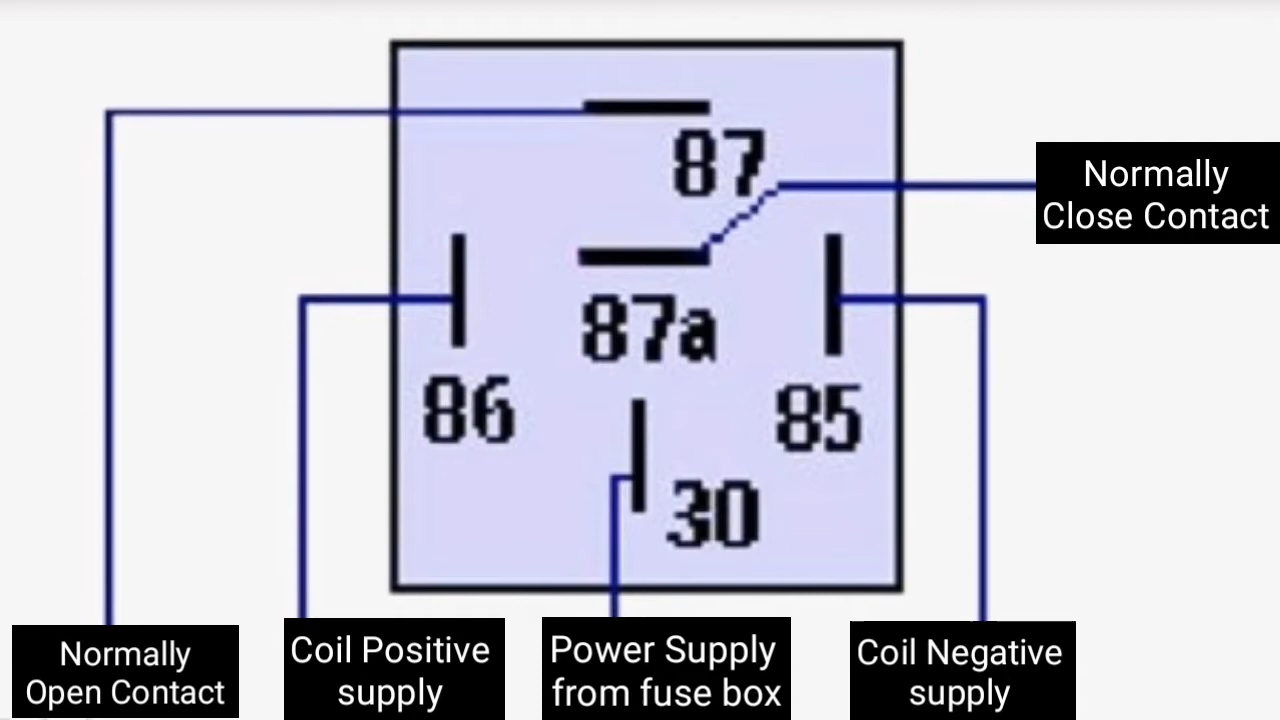 87
Normally
Close Contact
87a
86
85
30
Normally
Open Contact
Coil Positive
supply
Power Supply
from fuse box
Coil Negative
supply